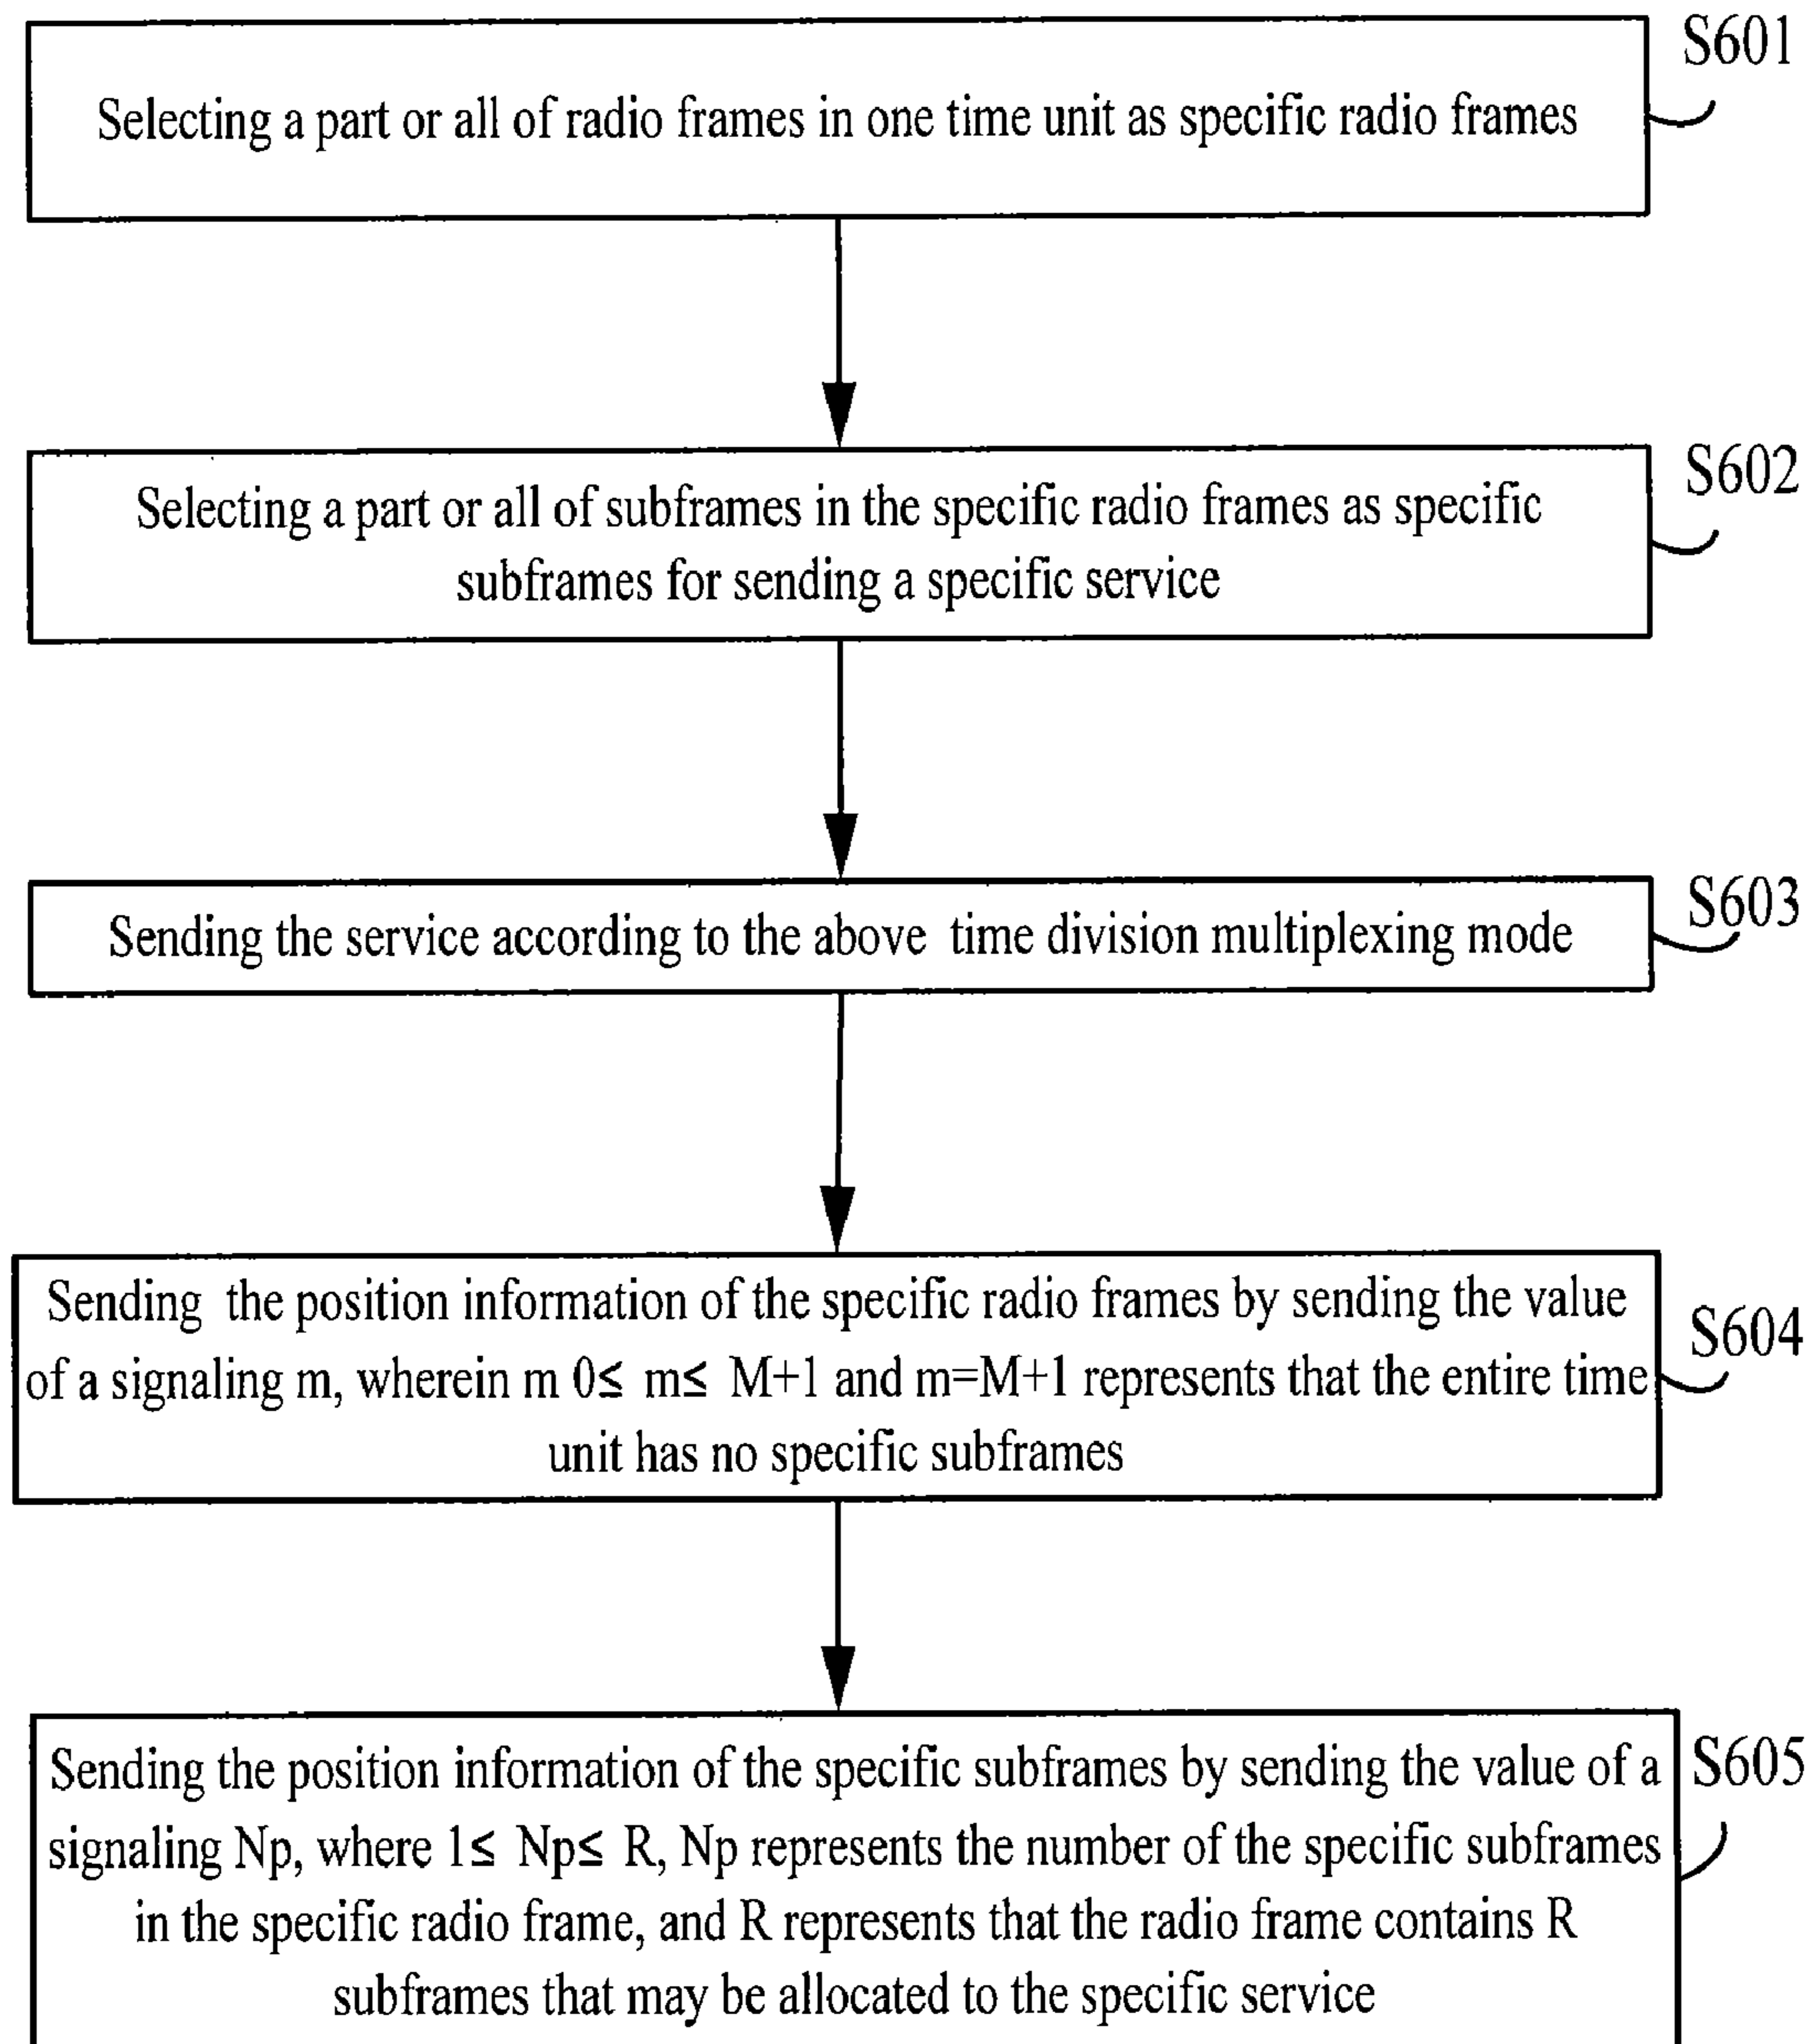 S601
Selecting a part or all of radio frames in one time unit as specific radio frames
S602
Selecting a part or all of subframes in the specific radio frames as specific
subframes for sending a specific service
S603
Sending the service according to the above time division multiplexing mode
S604
Sending the position information of the specific radio frames by sending the value
of a signaling m, wherein m 0≤ m≤ M+1 and m=M+1 represents that the entire time
unit has no specific subframes
S605
Sending the position information of the specific subframes by sending the value of a
signaling Np, where 1≤ Np≤ R, Np represents the number of the specific subframes
in the specific radio frame, and R represents that the radio frame contains R
subframes that may be allocated to the specific service